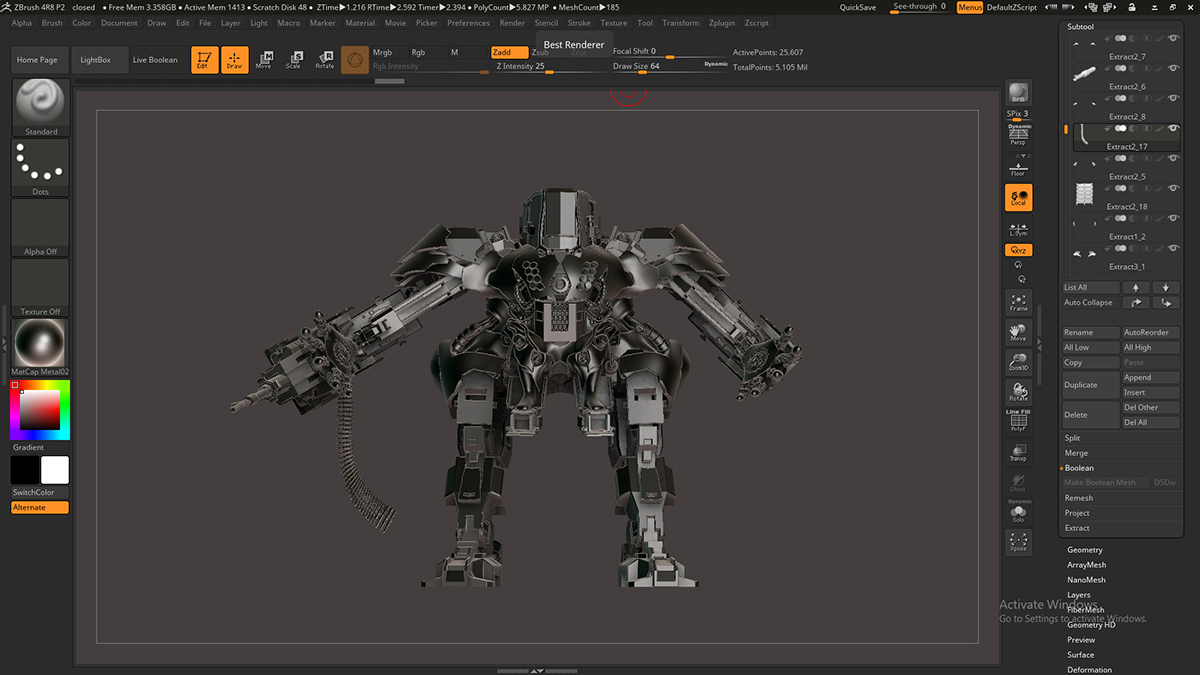 ZBrush 4R8 P2 closed • Free Mem 3.358GB • Active Mem 1413 • Scratch Disk 48 • ZTime▶1.216 RTime▶2.592 Timer▶2.394 • PolyCount▶5.827 MP • MeshCount▶185 QuickSave See-through 0 Menus DefaultZScript
Alpha Brush Color Document Draw Edit File Layer Light Macro Marker Material Movie Picker Preferences Render Stencil Stroke Texture Tool Transform Zplugin Zscript
Best Renderer
Home Page LightBox Live Boolean Edit Draw Move Scale Rotate
Mrgb Rgb M Zadd Zsub Focal Shift 0 ActivePoints: 25,607
Rgb Intensity Z Intensity 25 Draw Size 64 Dynamic TotalPoints: 5.105 Mil
Standard
Dots
Alpha Off
Texture Off
MatCap Metal02
Gradient
SwitchColor
Alternate
BPR
SPix 3
Dynamic
Persp
Floor
Local
L.Sym
XYZ
Frame
Move
Zoom3D
Rotate
Line Fill
PolyF
Transp
Ghost
Dynamic
Solo
Xpose
Subtool
Extract2_7
Extract2_6
Extract2_8
Extract2_17
Extract2_5
Extract2_18
Extract1_2
Extract3_1
List All
Auto Collapse
Rename AutoReorder
All Low All High
Copy Paste
Duplicate Append
Insert
Delete Del Other
Del All
Split
Merge
Boolean
Make Boolean Mesh DSDiv
Remesh
Project
Extract
Geometry
ArrayMesh
NanoMesh
Layers
FiberMesh
Geometry HD
Preview
Surface
Deformation
Activate Windows
Go to Settings to activate Windows.